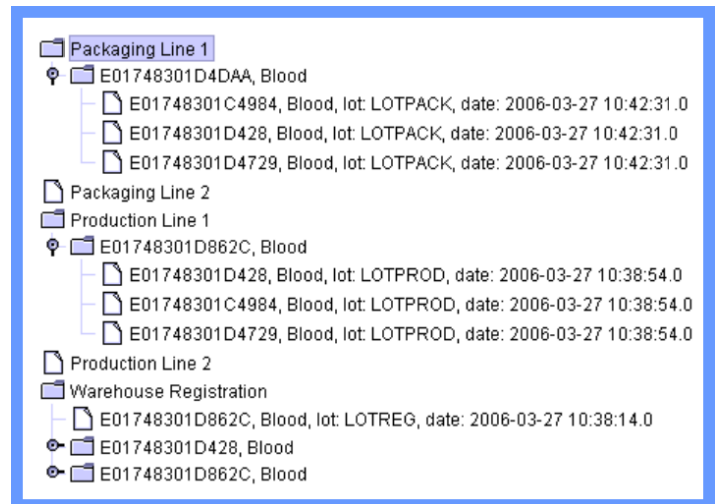 Packaging Line 1
E01748301D4DAA, Blood
E01748301C4984, Blood, lot: LOTPACK, date: 2006-03-27 10:42:31.0
E01748301D428, Blood, lot: LOTPACK, date: 2006-03-27 10:42:31.0
E01748301D4729, Blood, lot: LOTPACK, date: 2006-03-27 10:42:31.0
Packaging Line 2
Production Line 1
E01748301D862C, Blood
E01748301D428, Blood, lot: LOTPROD, date: 2006-03-27 10:38:54.0
E01748301C4984, Blood, lot: LOTPROD, date: 2006-03-27 10:38:54.0
E01748301D4729, Blood, lot: LOTPROD, date: 2006-03-27 10:38:54.0
Production Line 2
Warehouse Registration
E01748301D862C, Blood, lot: LOTREG, date: 2006-03-27 10:38:14.0
E01748301D428, Blood
E01748301D862C, Blood